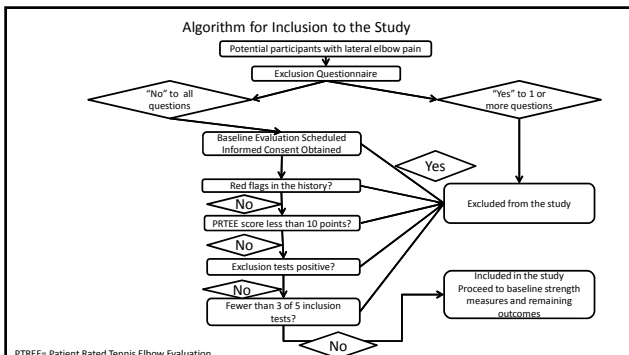 Algorithm for Inclusion to the Study
Potential participants with lateral elbow pain
Exclusion Questionnaire
"No" to all
questions
"Yes" to 1 or
more questions
Baseline Evaluation Scheduled
Informed Consent Obtained
Yes
Red flags in the history?
Excluded from the study
No
PRTEE score less than 10 points?
No
Exclusion tests positive?
No
Included in the study
Proceed to baseline strength
measures and remaining
outcomes
Fewer than 3 of 5 inclusion
tests?
No
PTREE= Patient Rated Tennis Elbow Evaluation